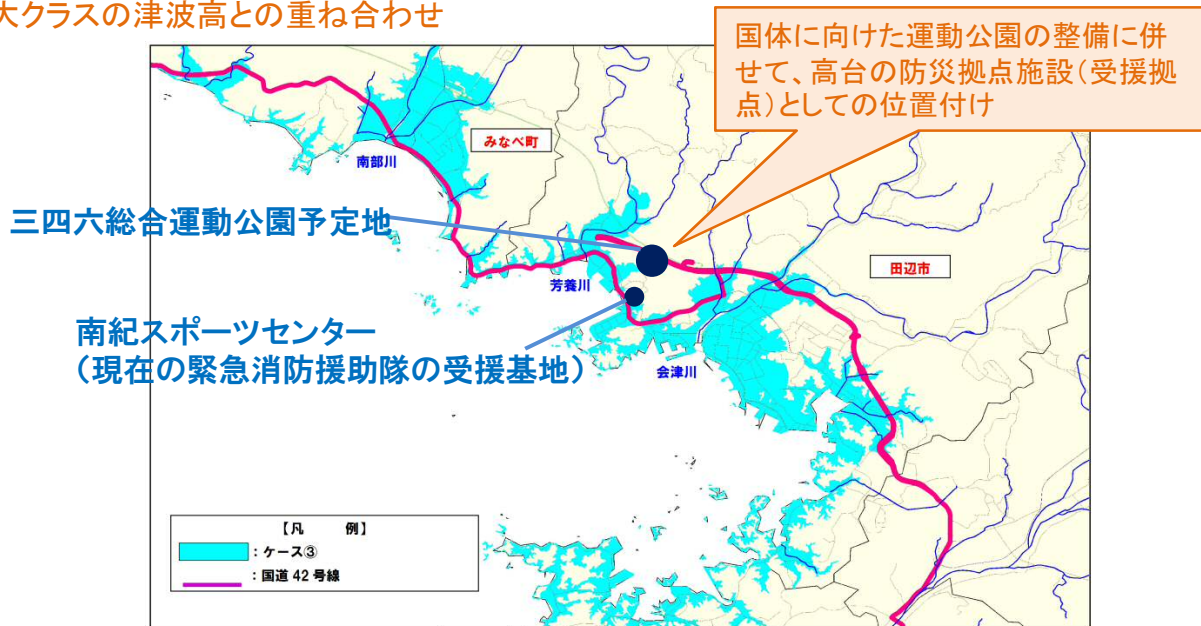 大クラスの津波高との重ね合わせ
国体に向けた運動公園の整備に併
せて、高台の防災拠点施設（受援拠
点）としての位置付け
みなべ町
南部川
三四六総合運動公園予定地
田辺市
芳養川
南紀スポーツセンター
（現在の緊急消防援助隊の受援基地）
会津川
【凡　例】
：ケース③
：国道 42 号線